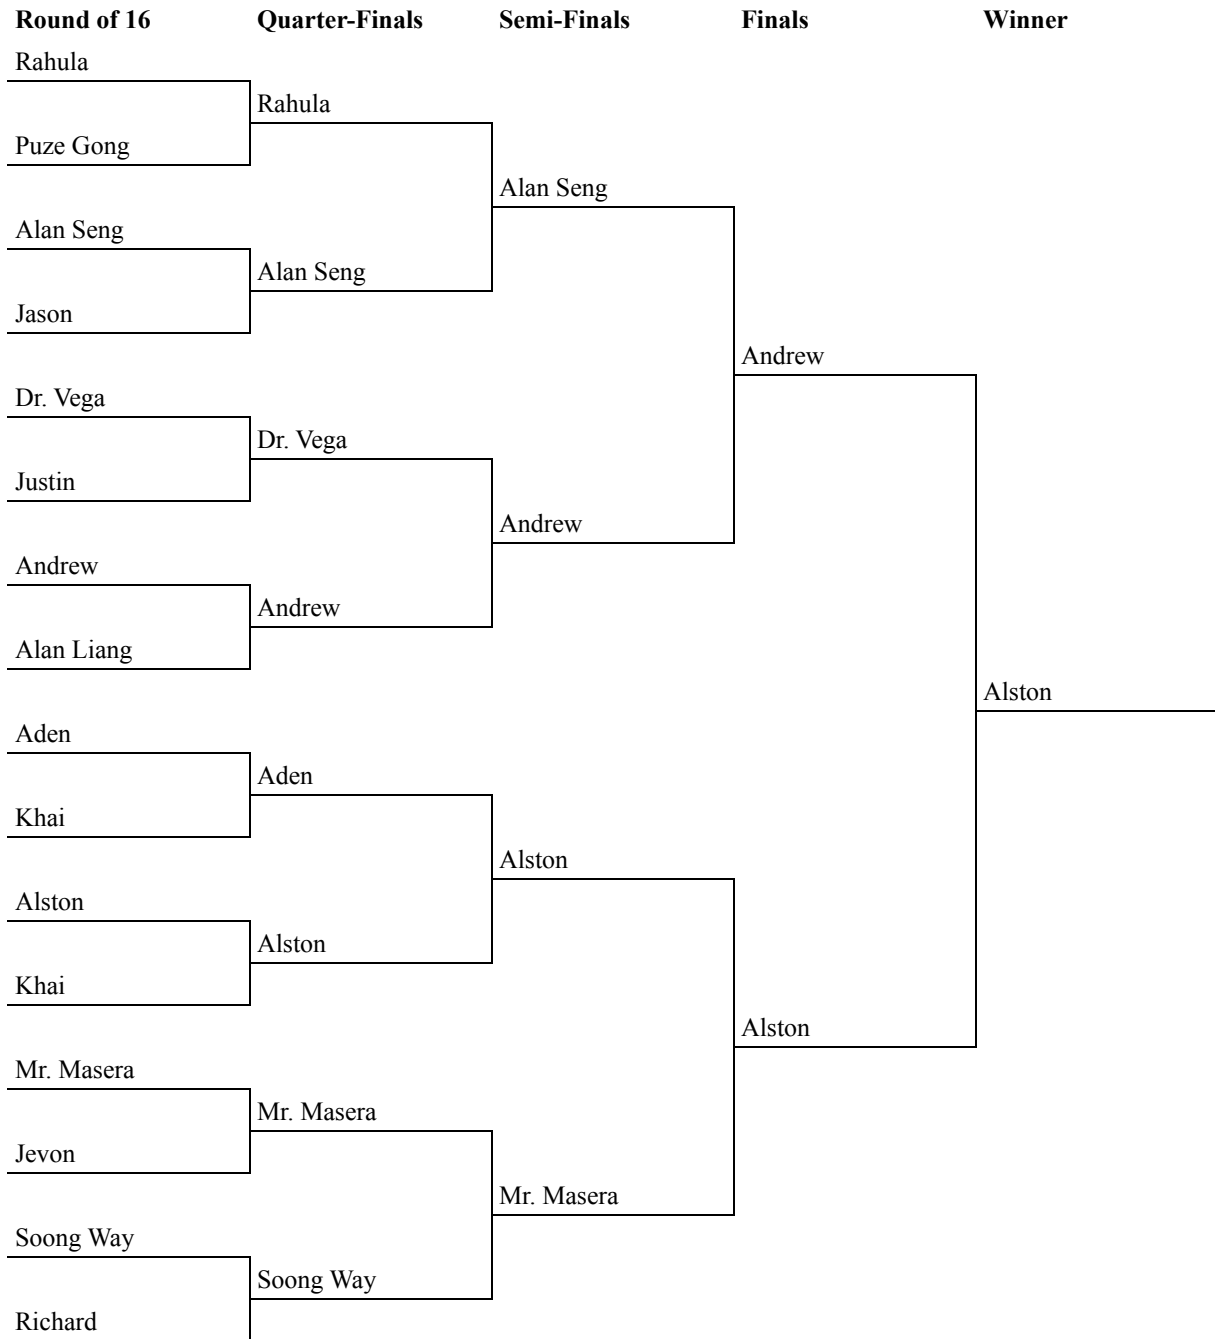 Round of 16 Quarter-Finals Semi-Finals Finals Winner
Rahula
Rahula
Puze Gong
Alan Seng
Alan Seng
Alan Seng
Jason
Andrew
Dr. Vega
Dr. Vega
Justin
Andrew
Andrew
Andrew
Alan Liang
Alston
Aden
Aden
Khai
Alston
Alston
Alston
Khai
Alston
Mr. Masera
Mr. Masera
Jevon
Mr. Masera
Soong Way
Soong Way
Richard